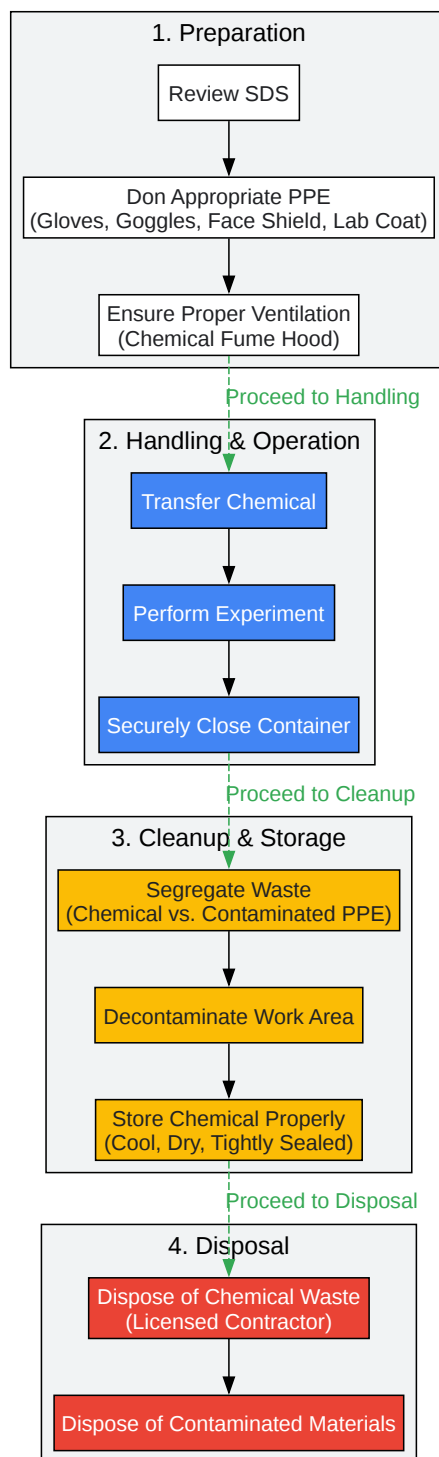 1. Preparation
Review SDS
Don Appropriate PPE
(Gloves, Goggles, Face Shield, Lab Coat)
Ensure Proper Ventilation
(Chemical Fume Hood)
Proceed to Handling
2. Handling & Operation
Transfer Chemical
Perform Experiment
Securely Close Container
Proceed to Cleanup
3. Cleanup & Storage
Segregate Waste
(Chemical vs. Contaminated PPE)
Decontaminate Work Area
Store Chemical Properly
(Cool, Dry, Tightly Sealed)
Proceed to Disposal
4. Disposal
Dispose of Chemical Waste
(Licensed Contractor)
Dispose of Contaminated Materials